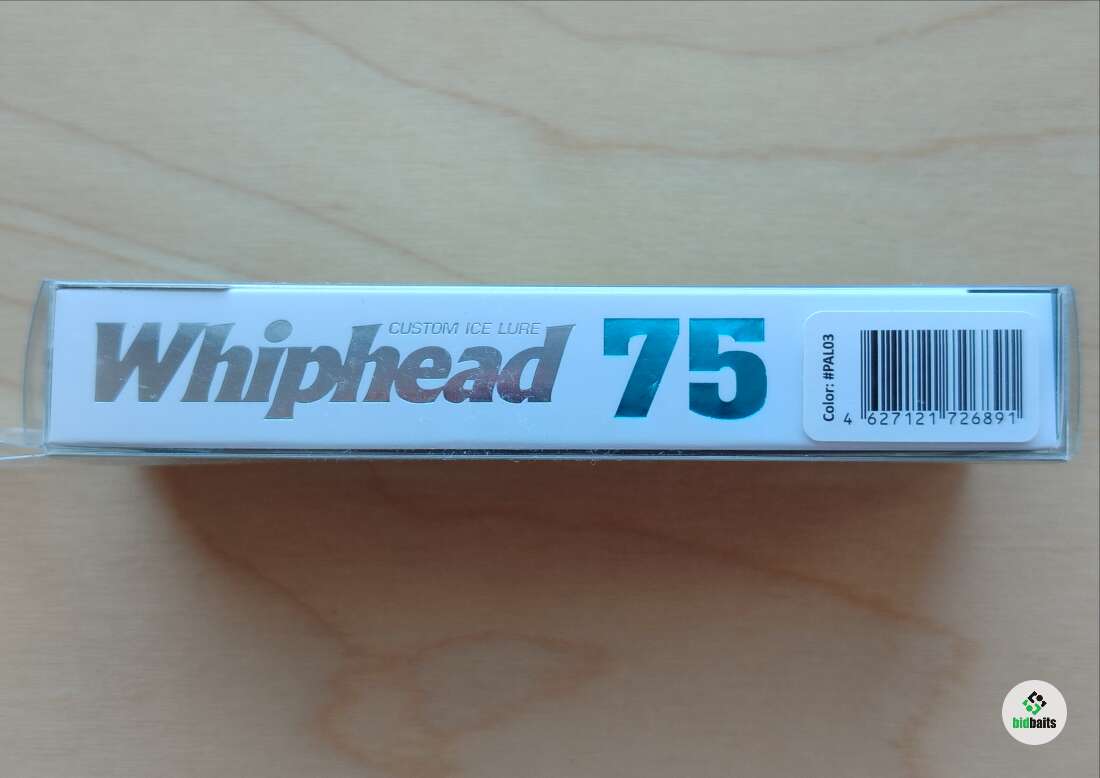 CUSTOM ICE LURE
Whiphead 75
Color: #PAL03
4 627121 726891
bidbaits